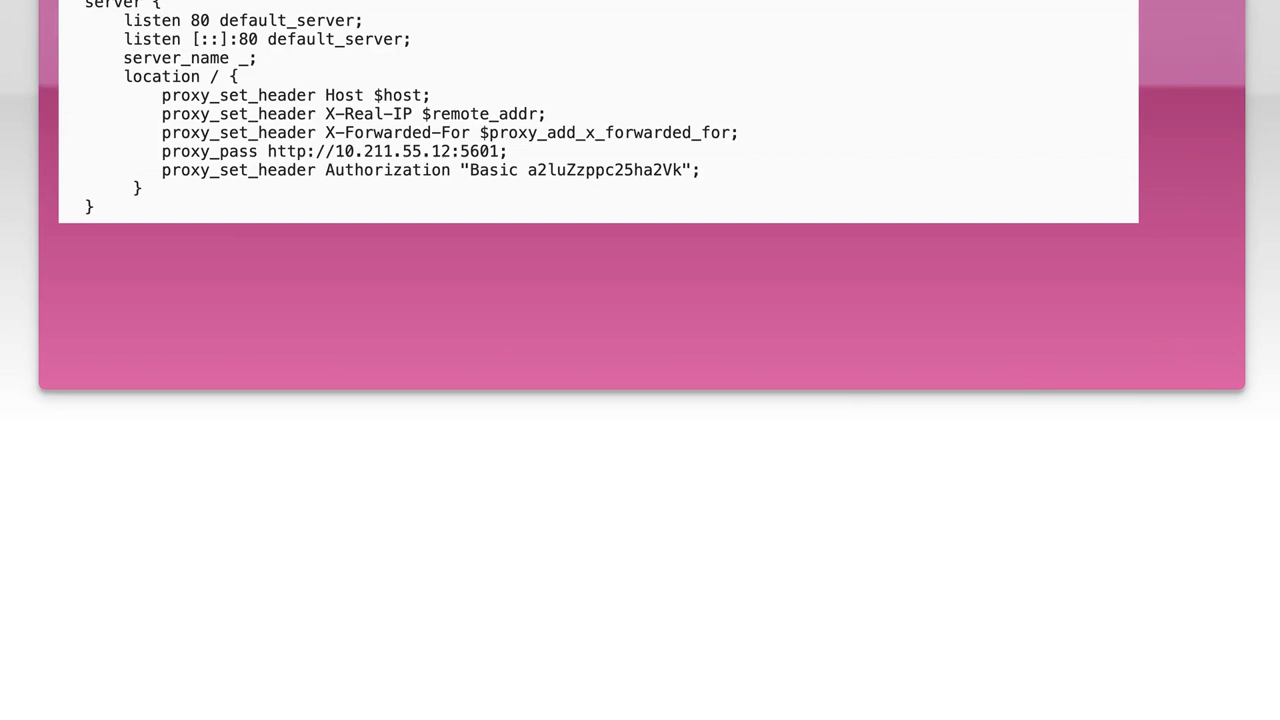 server {
listen 80 default_server;
listen [::]:80 default_server;
server_name _;
location / {
proxy_set_header Host $host;
proxy_set_header X-Real-IP $remote_addr;
proxy_set_header X-Forwarded-For $proxy_add_x_forwarded_for;
proxy_pass http://10.211.55.12:5601;
proxy_set_header Authorization "Basic a2luZzppc25ha2Vk";
}
}